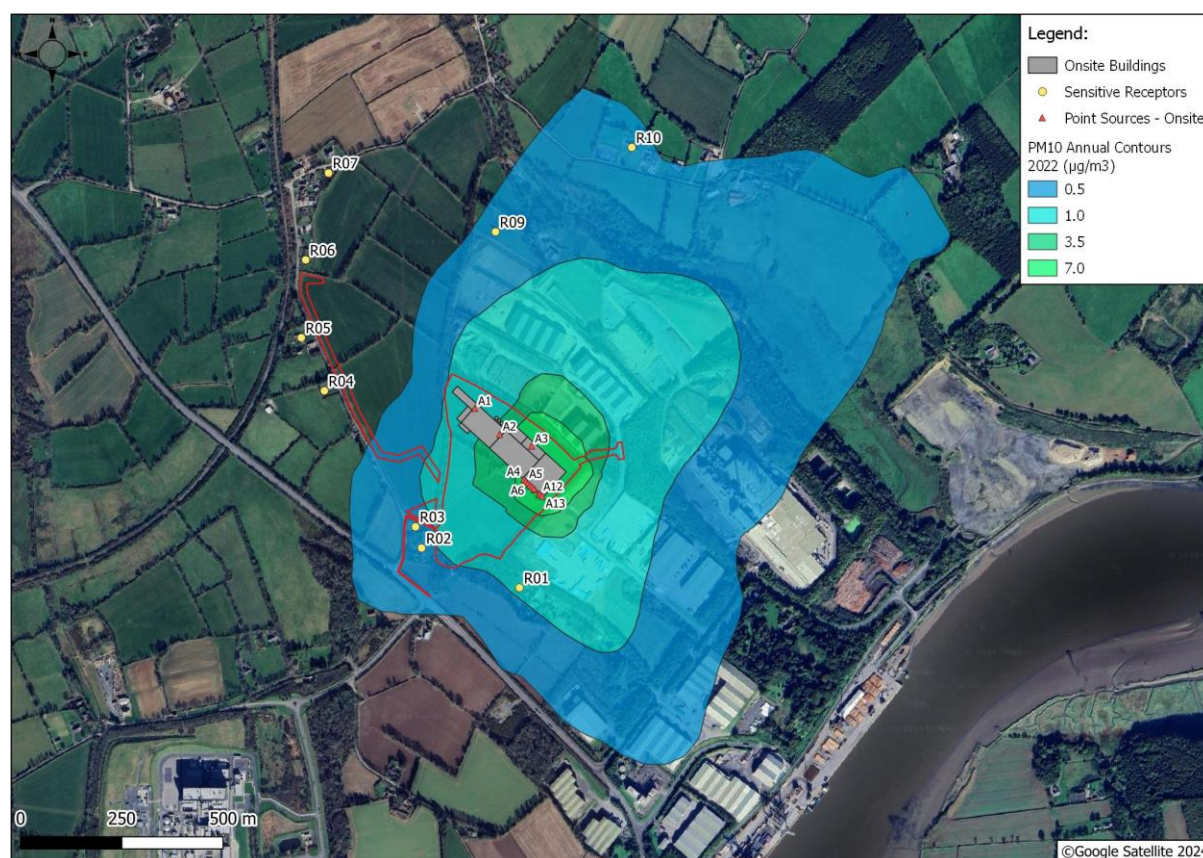 N
E
Legend:
Onsite Buildings
Sensitive Receptors
Point Sources - Onsite
PM10 Annual Contours
2022 (µg/m3)
0.5
1.0
3.5
7.0
R10
R07
R09
R06
R05
R04
A1
A2
A3
A4
A5
A6
A12
A13
R03
R02
R01
0 250 500 m
©Google Satellite 202